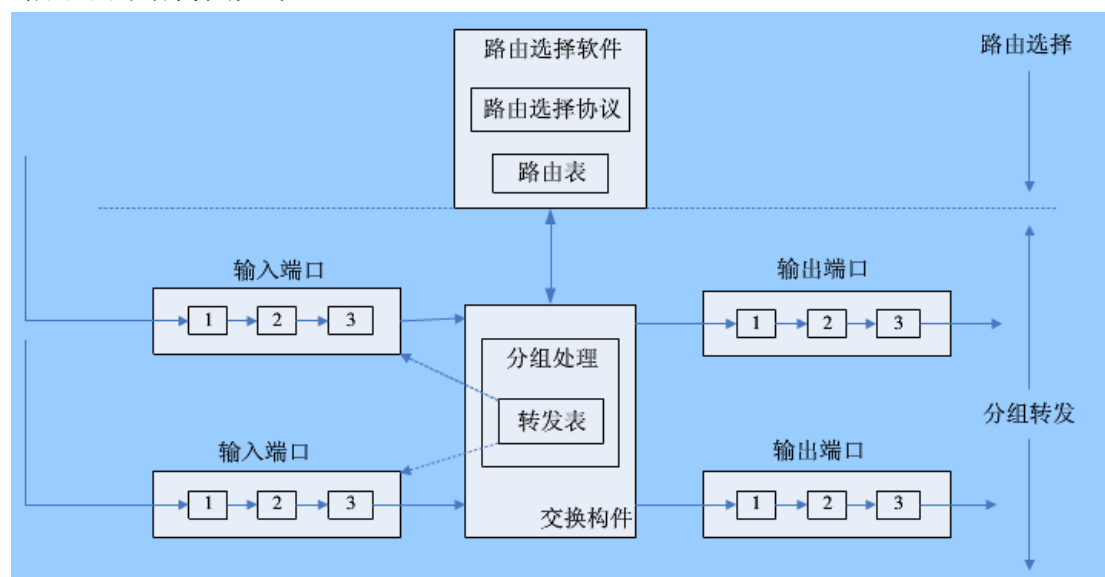 路由选择软件
路由选择
路由选择协议
路由表
输入端口
输出端口
1 2 3
1 2 3
分组处理
转发表
分组转发
输入端口
输出端口
1 2 3
1 2 3
交换构件